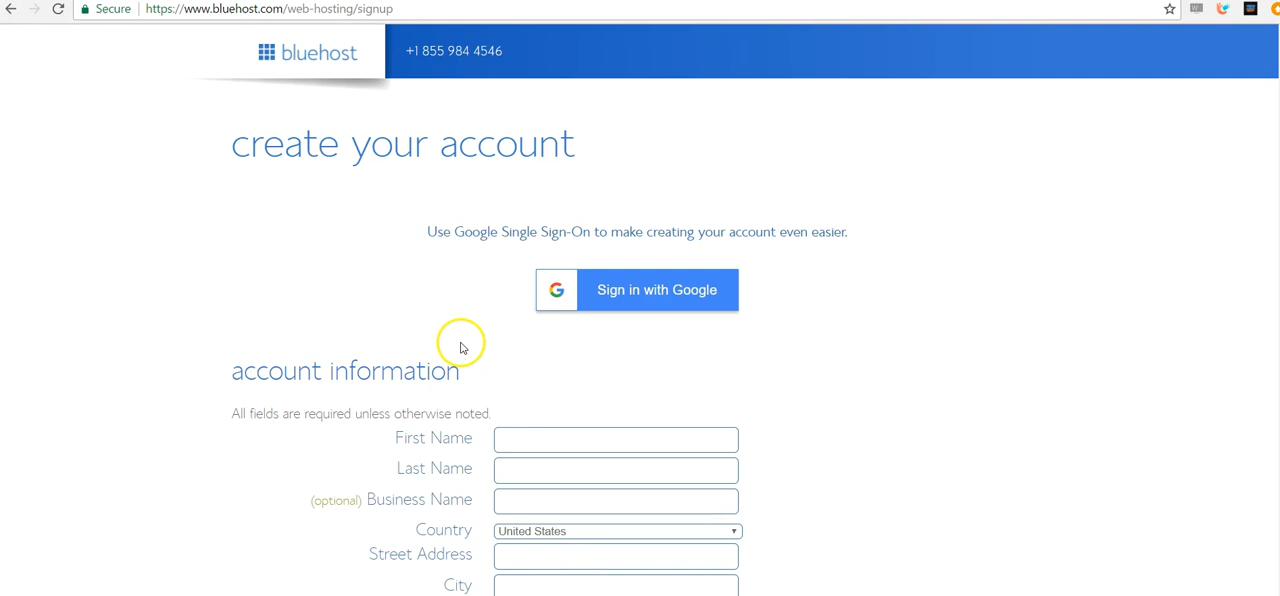 Secure https://www.bluehost.com/web-hosting/signup
bluehost +1 855 984 4546
create your account
Use Google Single Sign-On to make creating your account even easier.
G Sign in with Google
account information
All fields are required unless otherwise noted.
First Name
Last Name
(optional) Business Name
Country United States
Street Address
City